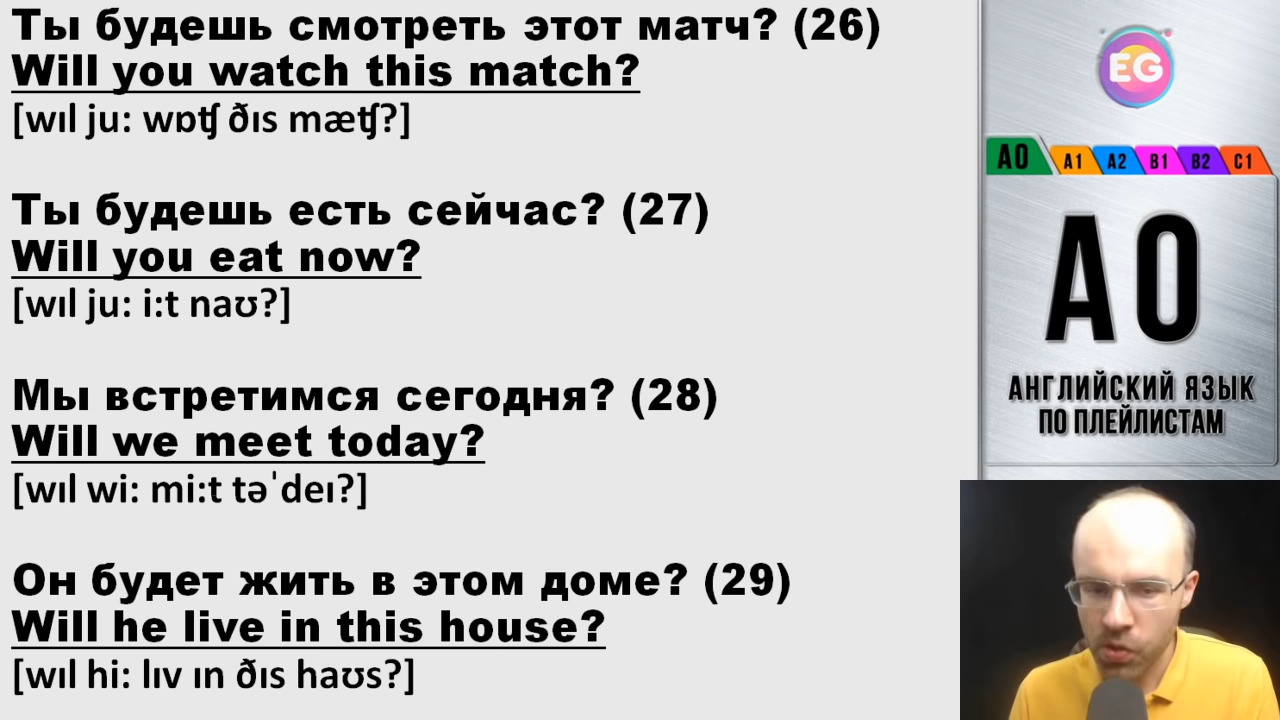 Ты будешь смотреть этот матч? (26)
Will you watch this match?
[wɪl ju: wɒʧ ðɪs mæʧ?]
Ты будешь есть сейчас? (27)
Will you eat now?
[wɪl ju: i:t naʊ?]
Мы встретимся сегодня? (28)
Will we meet today?
[wɪl wi: mi:t təˈdeɪ?]
Он будет жить в этом доме? (29)
Will he live in this house?
[wɪl hi: lɪv ɪn ðɪs haʊs?]
EG
A0 A1 A2 B1 B2 C1
A0
АНГЛИЙСКИЙ ЯЗЫК
ПО ПЛЕЙЛИСТАМ